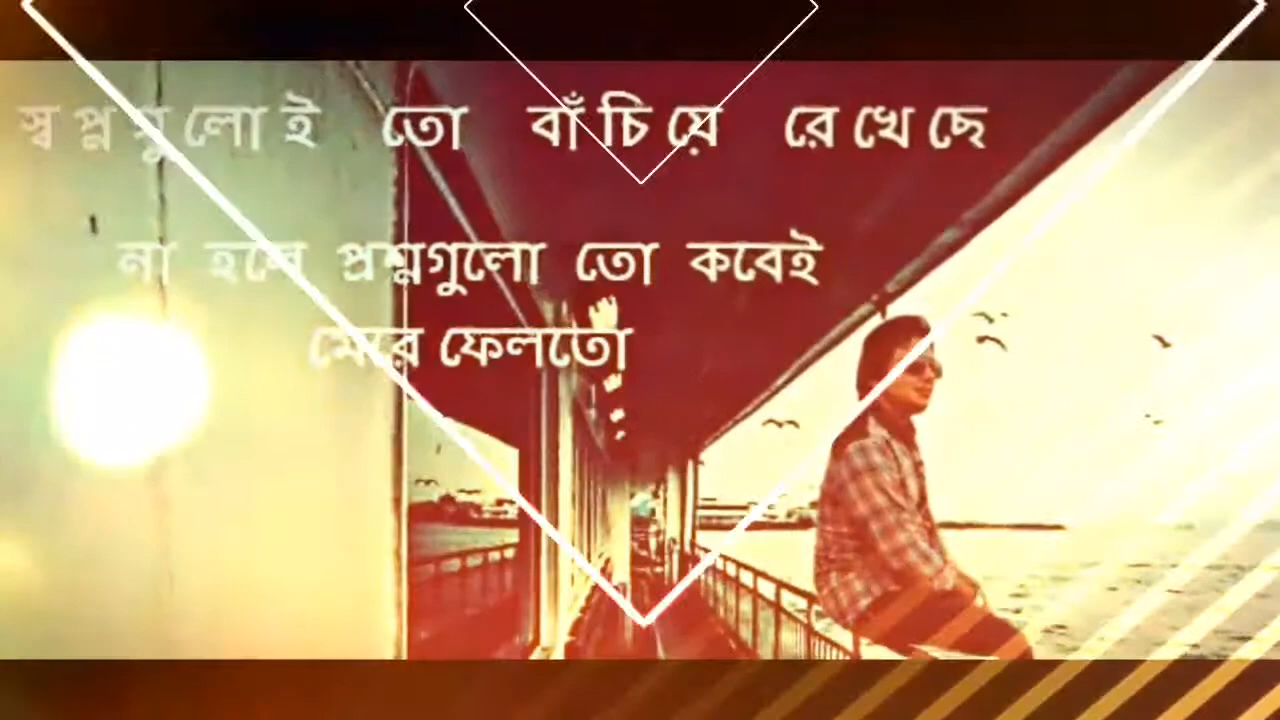 স্বপ্নগুলোই তো বাঁচিয়ে রেখেছে
না হলে প্রশ্নগুলো তো কবেই
মেরে ফেলতো